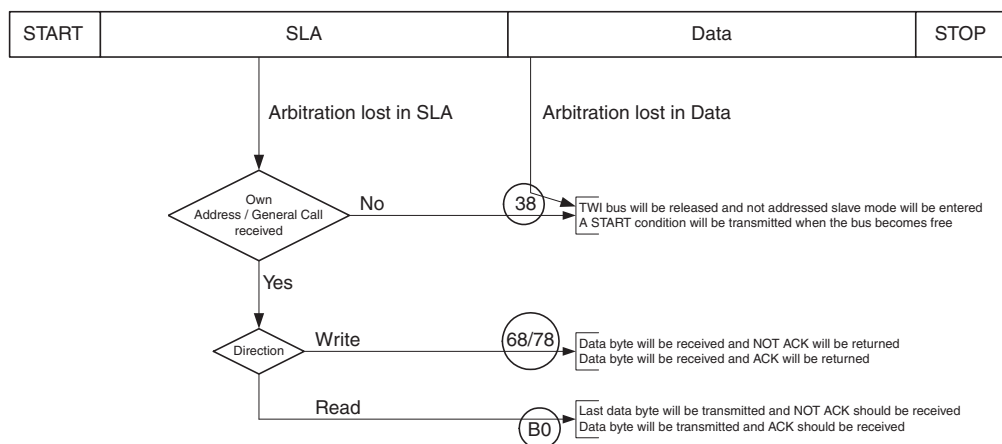 START SLA Data STOP
Arbitration lost in SLA Arbitration lost in Data
Own
Address / General Call
received
No
38
TWI bus will be released and not addressed slave mode will be entered
A START condition will be transmitted when the bus becomes free
Yes
Direction
Write
68/78
Data byte will be received and NOT ACK will be returned
Data byte will be received and ACK will be returned
Read
B0
Last data byte will be transmitted and NOT ACK should be received
Data byte will be transmitted and ACK should be received